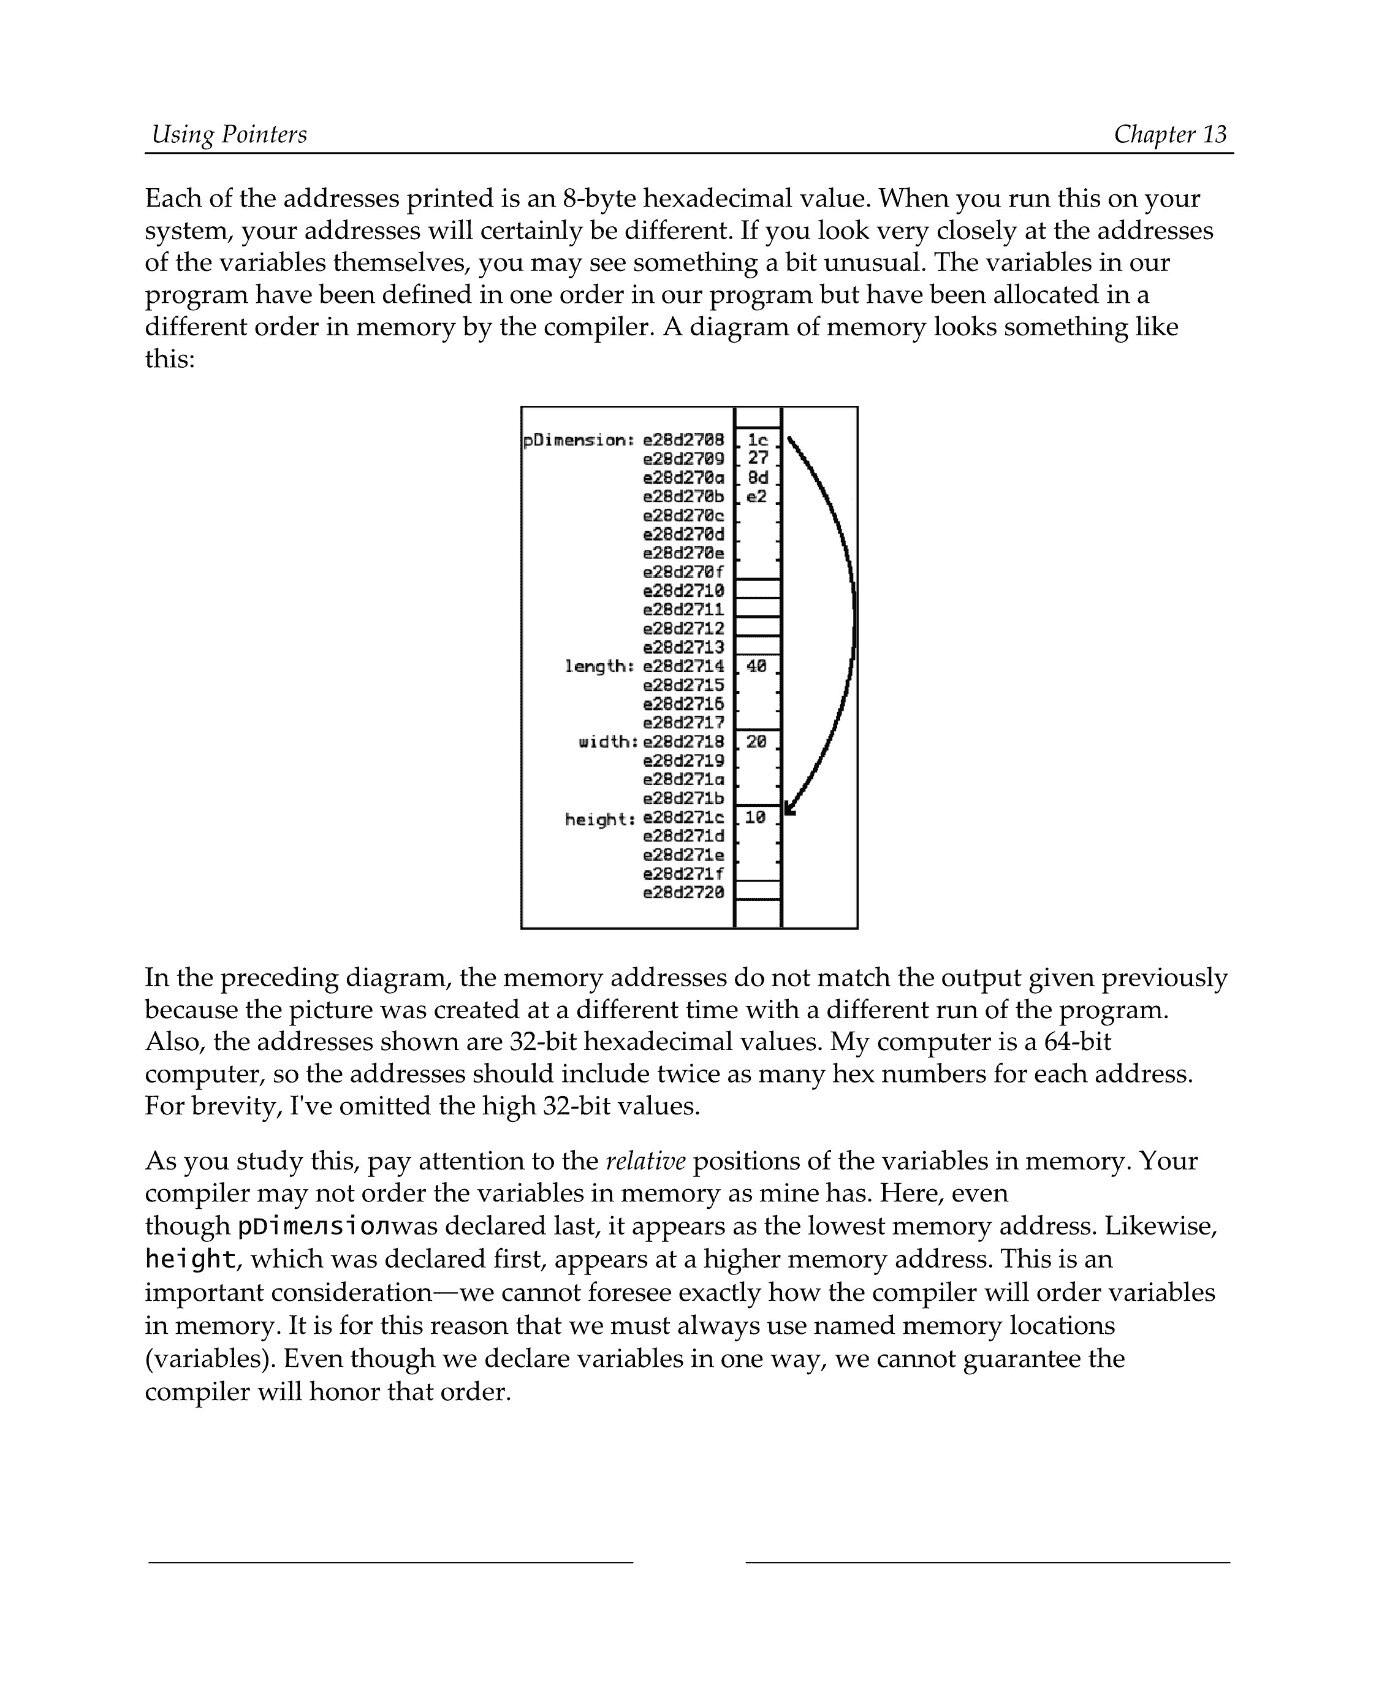 Using Pointers Chapter 13
Each of the addresses printed is an 8-byte hexadecimal value. When you run this on your
system, your addresses will certainly be different. If you look very closely at the addresses
of the variables themselves, you may see something a bit unusual. The variables in our
program have been defined in one order in our program but have been allocated in a
different order in memory by the compiler. A diagram of memory looks something like
this:
pDimension: e28d2708 1c
e28d2709 27
e28d270a 8d
e28d270b e2
e28d270c
e28d270d
e28d270e
e28d270f
e28d2710
e28d2711
e28d2712
e28d2713
length: e28d2714 40
e28d2715
e28d2716
e28d2717
width: e28d2718 20
e28d2719
e28d271a
e28d271b
height: e28d271c 10
e28d271d
e28d271e
e28d271f
e28d2720
In the preceding diagram, the memory addresses do not match the output given previously
because the picture was created at a different time with a different run of the program.
Also, the addresses shown are 32-bit hexadecimal values. My computer is a 64-bit
computer, so the addresses should include twice as many hex numbers for each address.
For brevity, I've omitted the high 32-bit values.
As you study this, pay attention to the relative positions of the variables in memory. Your
compiler may not order the variables in memory as mine has. Here, even
though pDimensionwas declared last, it appears as the lowest memory address. Likewise,
height, which was declared first, appears at a higher memory address. This is an
important consideration—we cannot foresee exactly how the compiler will order variables
in memory. It is for this reason that we must always use named memory locations
(variables). Even though we declare variables in one way, we cannot guarantee the
compiler will honor that order.